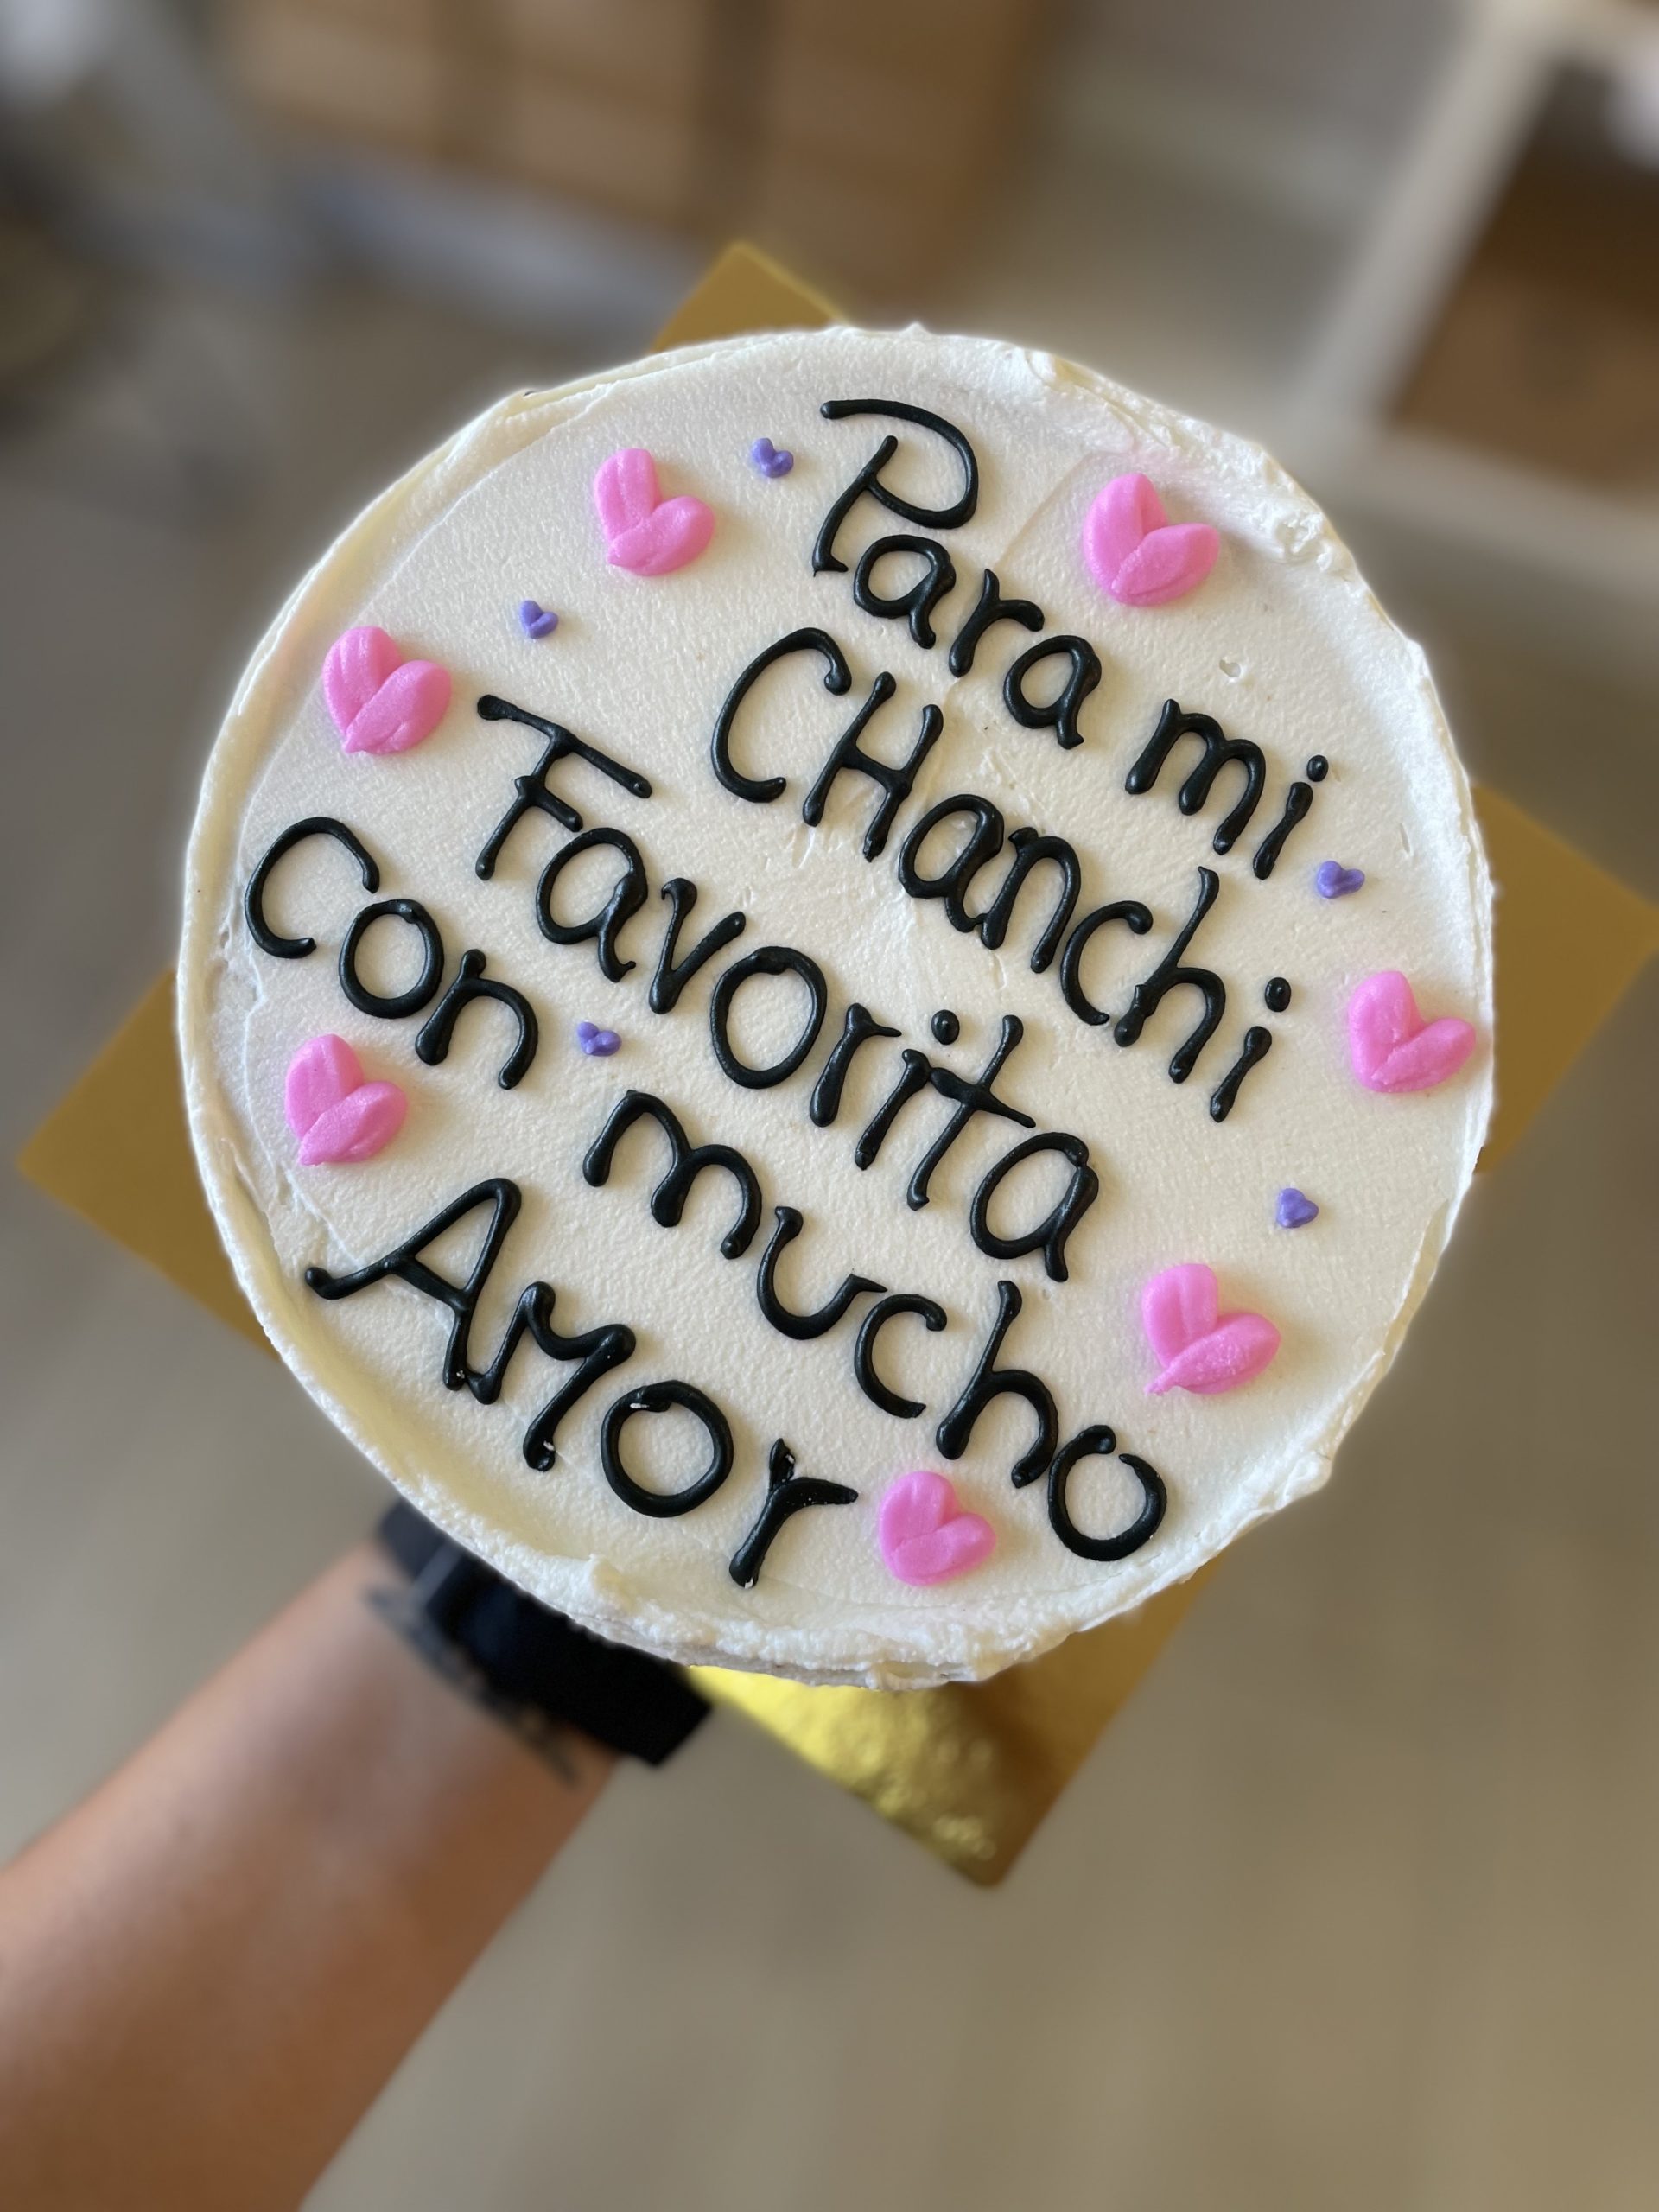 Para mi
CHanchi
Favorita
Con mucho
AMOr